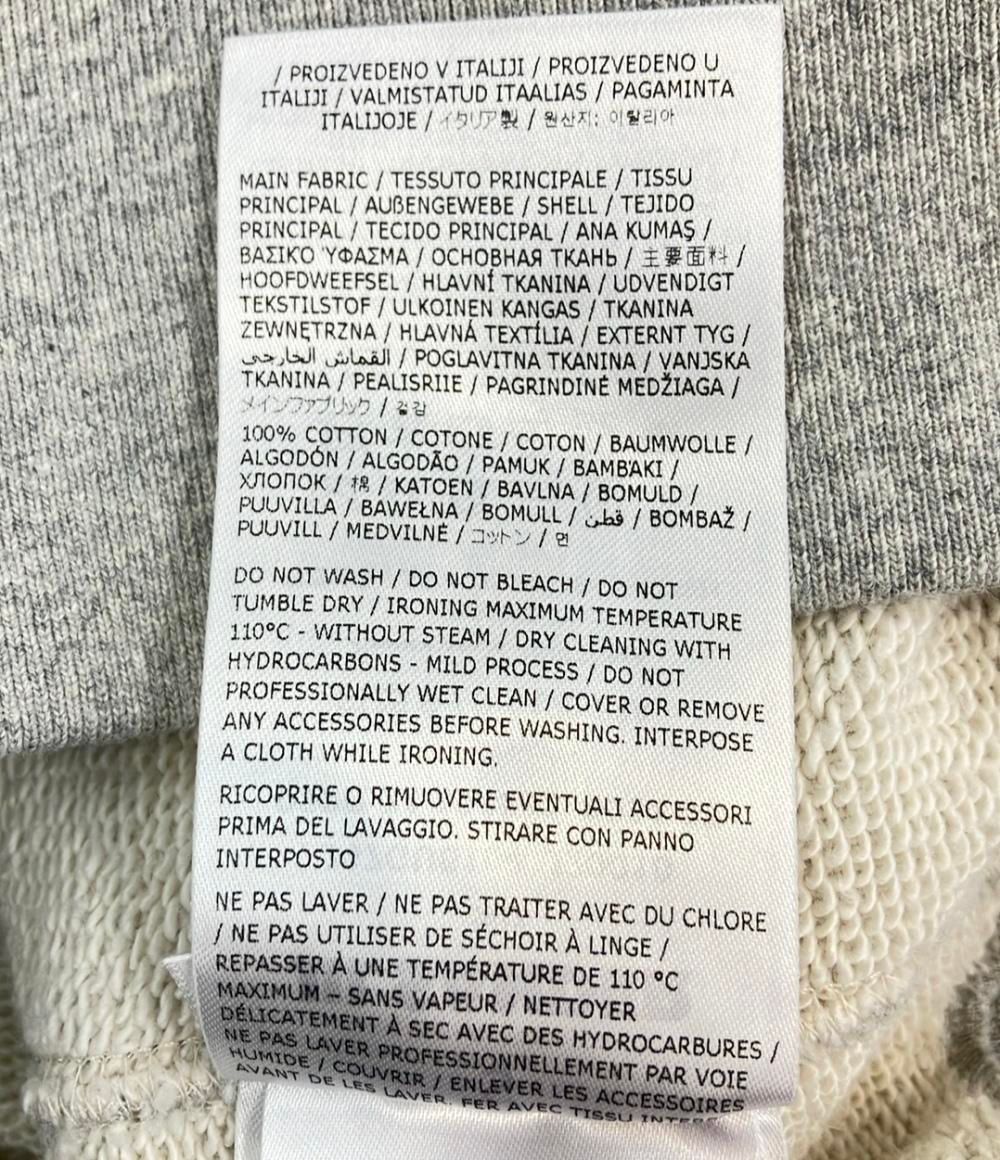 / PROIZVEDENO V ITALIJI / PROIZVEDENO U
ITALIJI / VALMISTATUD ITAALIAS / PAGAMINTA
ITALIJOJE / イタリア製 / 원산지: 이탈리아
MAIN FABRIC / TESSUTO PRINCIPALE / TISSU
PRINCIPAL / AUßENGEWEBE / SHELL / TEJIDO
PRINCIPAL / TECIDO PRINCIPAL / ANA KUMAŞ /
ΒΑΣΙΚΟ ΎΦΑΣΜΑ / ОСНОВНАЯ ТКАНЬ / 主要面料 /
HOOFDWEEFSEL / HLAVNÍ TKANINA / UDVENDIGT
TEKSTILSTOF / ULKOINEN KANGAS / TKANINA
ZEWNĘTRZNA / HLAVNÁ TEXTÍLIA / EXTERNT TYG /
القماش الخارجي / POGLAVITNA TKANINA / VANJSKA
TKANINA / PEALISRIIE / PAGRINDINĖ MEDŽIAGA /
メインファブリック / 겉감
100% COTTON / COTONE / COTON / BAUMWOLLE /
ALGODÓN / ALGODÃO / PAMUK / ΒΑΜΒΆΚΙ /
ХЛОПОК / 棉 / KATOEN / BAVLNA / BOMULD /
PUUVILLA / BAWEŁNA / BOMULL / قطن / BOMBAŽ /
PUUVILL / MEDVILNĖ / コットン / 면
DO NOT WASH / DO NOT BLEACH / DO NOT
TUMBLE DRY / IRONING MAXIMUM TEMPERATURE
110°C - WITHOUT STEAM / DRY CLEANING WITH
HYDROCARBONS - MILD PROCESS / DO NOT
PROFESSIONALLY WET CLEAN / COVER OR REMOVE
ANY ACCESSORIES BEFORE WASHING. INTERPOSE
A CLOTH WHILE IRONING.
RICOPRIRE O RIMUOVERE EVENTUALI ACCESSORI
PRIMA DEL LAVAGGIO. STIRARE CON PANNO
INTERPOSTO
NE PAS LAVER / NE PAS TRAITER AVEC DU CHLORE
/ NE PAS UTILISER DE SÉCHOIR À LINGE /
REPASSER À UNE TEMPÉRATURE DE 110 °C
MAXIMUM – SANS VAPEUR / NETTOYER
DÉLICATEMENT À SEC AVEC DES HYDROCARBURES /
NE PAS LAVER PROFESSIONNELLEMENT PAR VOIE
HUMIDE / COUVRIR / ENLEVER LES ACCESSOIRES
AVANT DE LES LAVER. FER AVEC TISSU